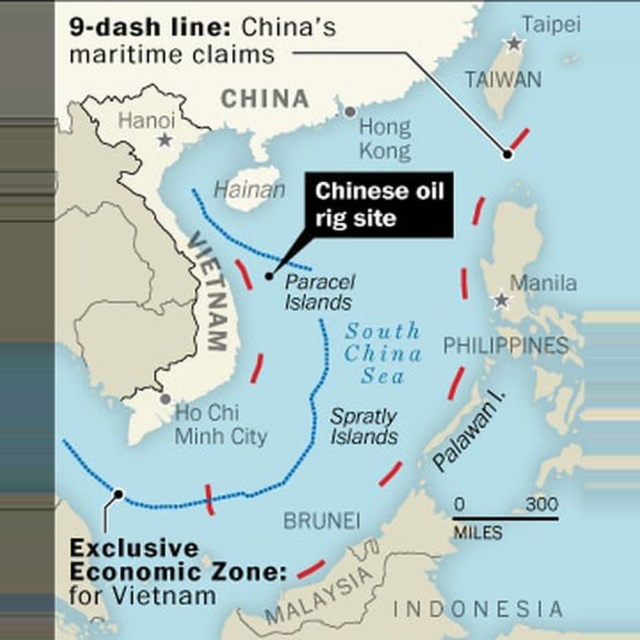 9-dash line: China's
maritime claims
Taipei
TAIWAN
CHINA
Hanoi
Hong
Kong
Hainan
Chinese oil
rig site
VIETNAM
Paracel
Islands
Manila
South
China
Sea
PHILIPPINES
Ho Chi
Minh City
Spratly
Islands
Palawan I.
0 300
MILES
BRUNEI
Exclusive
Economic Zone:
for Vietnam
MALAYSIA
INDONESIA